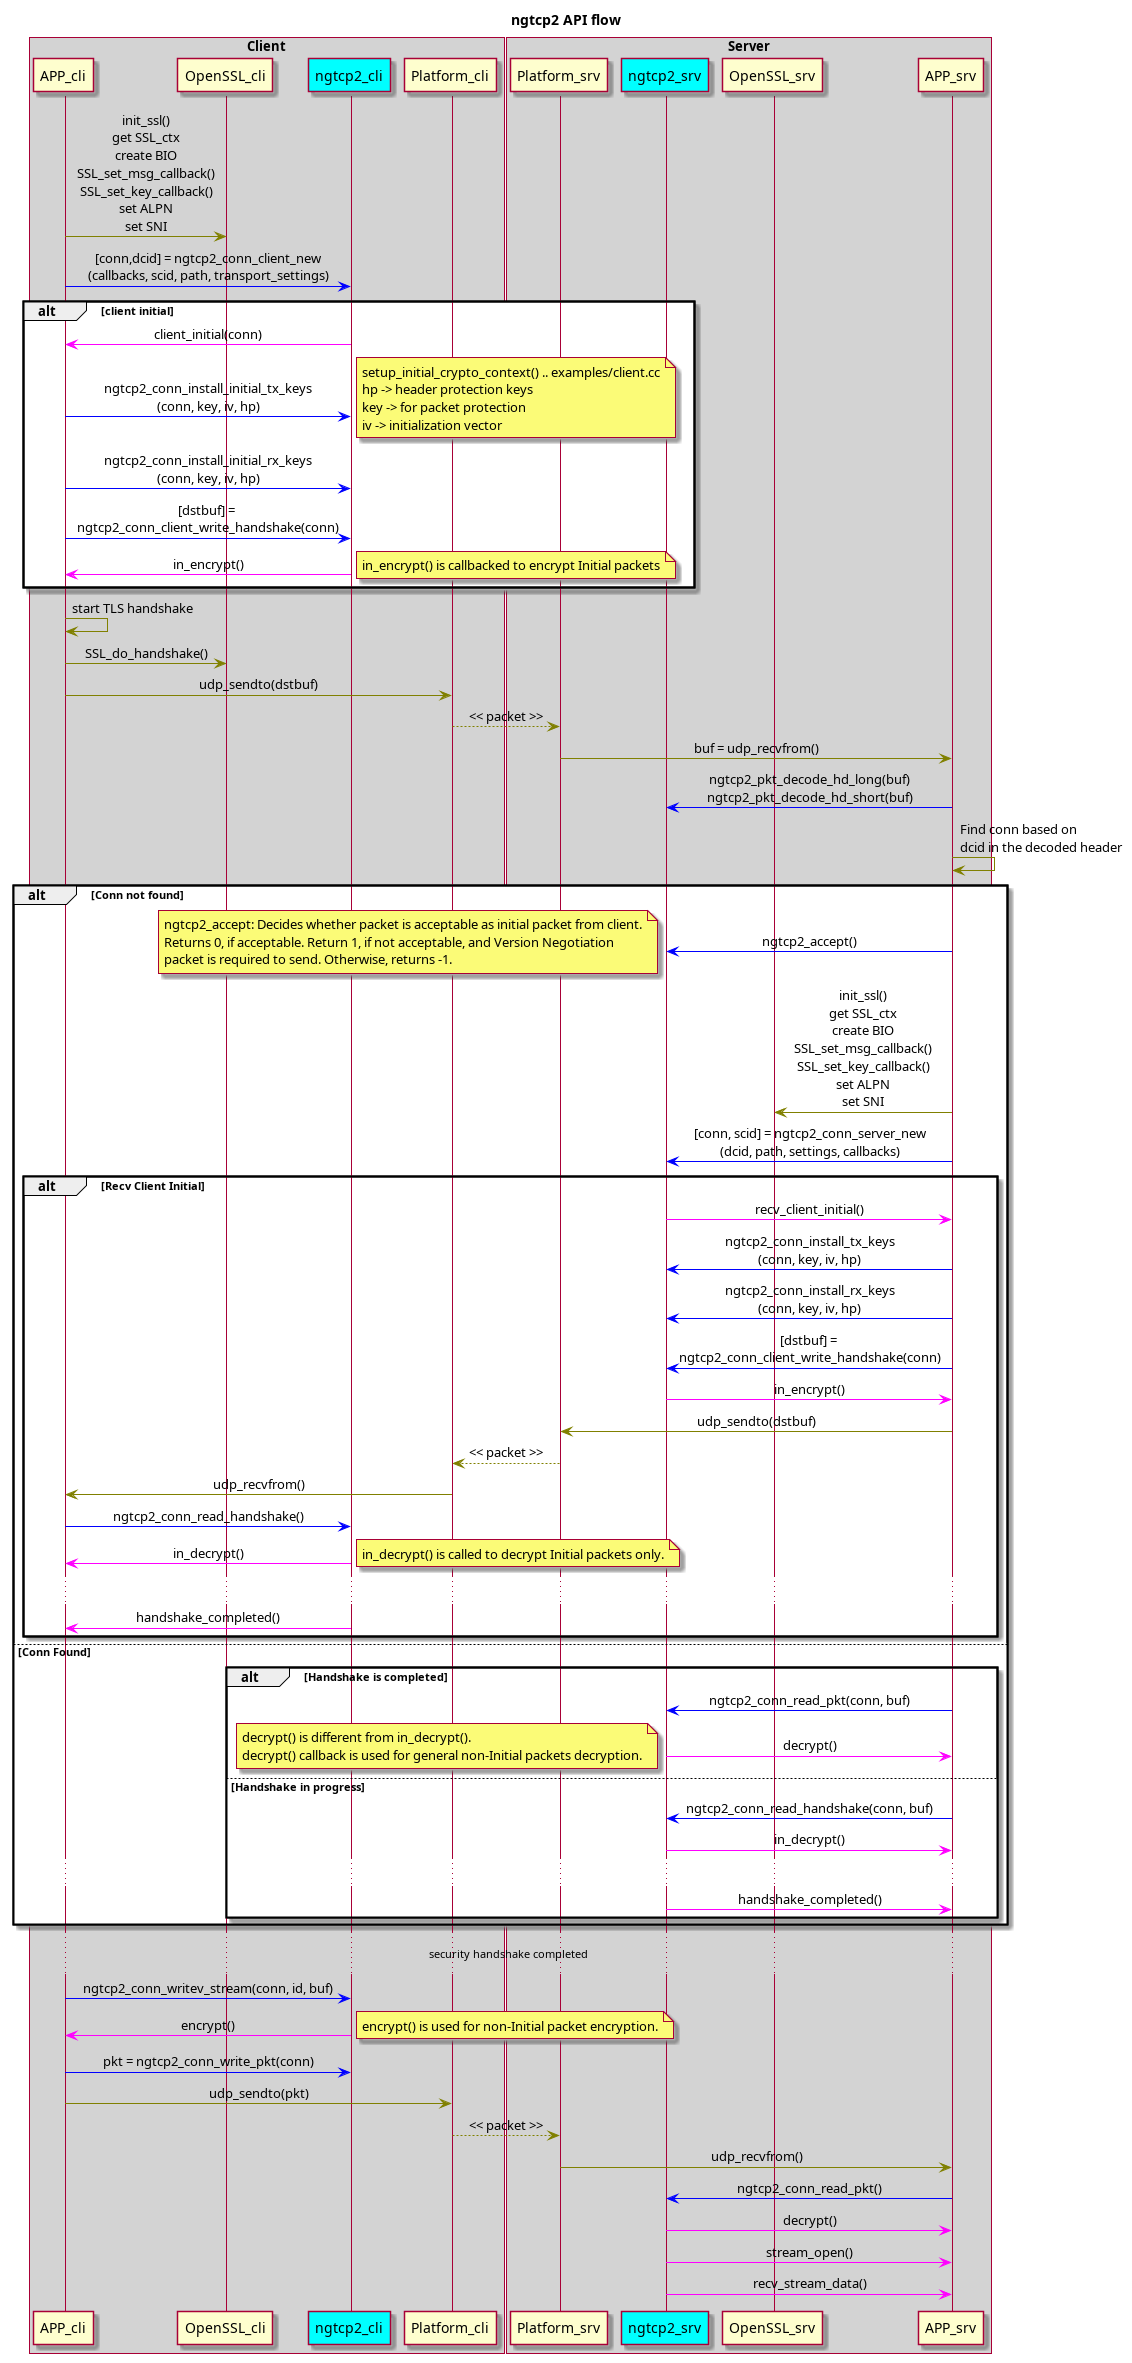 ngtcp2 API flow
Client
Server
APP_cli
OpenSSL_cli
ngtcp2_cli
Platform_cli
Platform_srv
ngtcp2_srv
OpenSSL_srv
APP_srv
init_ssl()
get SSL_ctx
create BIO
SSL_set_msg_callback()
SSL_set_key_callback()
set ALPN
set SNI
[conn,dcid] = ngtcp2_conn_client_new
(callbacks, scid, path, transport_settings)
alt
[client initial]
client_initial(conn)
setup_initial_crypto_context() .. examples/client.cc
hp -> header protection keys
key -> for packet protection
iv -> initialization vector
ngtcp2_conn_install_initial_tx_keys
(conn, key, iv, hp)
ngtcp2_conn_install_initial_rx_keys
(conn, key, iv, hp)
[dstbuf] =
ngtcp2_conn_client_write_handshake(conn)
in_encrypt()
in_encrypt() is callbacked to encrypt Initial packets
start TLS handshake
SSL_do_handshake()
udp_sendto(dstbuf)
<< packet >>
buf = udp_recvfrom()
ngtcp2_pkt_decode_hd_long(buf)
ngtcp2_pkt_decode_hd_short(buf)
Find conn based on
dcid in the decoded header
alt
[Conn not found]
ngtcp2_accept: Decides whether packet is acceptable as initial packet from client.
Returns 0, if acceptable. Return 1, if not acceptable, and Version Negotiation
packet is required to send. Otherwise, returns -1.
ngtcp2_accept()
init_ssl()
get SSL_ctx
create BIO
SSL_set_msg_callback()
SSL_set_key_callback()
set ALPN
set SNI
[conn, scid] = ngtcp2_conn_server_new
(dcid, path, settings, callbacks)
alt
[Recv Client Initial]
recv_client_initial()
ngtcp2_conn_install_tx_keys
(conn, key, iv, hp)
ngtcp2_conn_install_rx_keys
(conn, key, iv, hp)
[dstbuf] =
ngtcp2_conn_client_write_handshake(conn)
in_encrypt()
udp_sendto(dstbuf)
<< packet >>
udp_recvfrom()
ngtcp2_conn_read_handshake()
in_decrypt()
in_decrypt() is called to decrypt Initial packets only.
handshake_completed()
[Conn Found]
alt
[Handshake is completed]
ngtcp2_conn_read_pkt(conn, buf)
decrypt() is different from in_decrypt().
decrypt() callback is used for general non-Initial packets decryption.
decrypt()
[Handshake in progress]
ngtcp2_conn_read_handshake(conn, buf)
in_decrypt()
handshake_completed()
security handshake completed
ngtcp2_conn_writev_stream(conn, id, buf)
encrypt()
encrypt() is used for non-Initial packet encryption.
pkt = ngtcp2_conn_write_pkt(conn)
udp_sendto(pkt)
<< packet >>
udp_recvfrom()
ngtcp2_conn_read_pkt()
decrypt()
stream_open()
recv_stream_data()
APP_cli
OpenSSL_cli
ngtcp2_cli
Platform_cli
Platform_srv
ngtcp2_srv
OpenSSL_srv
APP_srv